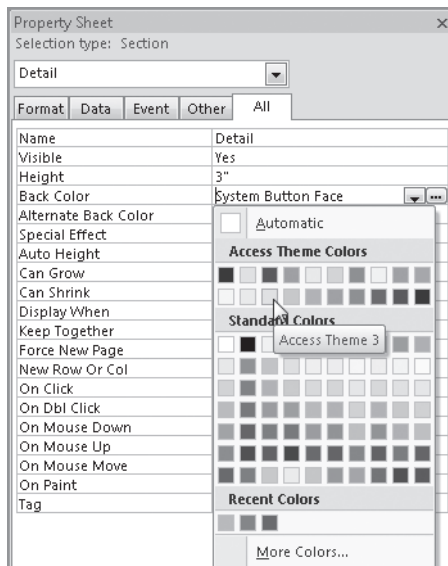 Property Sheet
Selection type: Section
Detail
Format Data Event Other All
Name Detail
Visible Yes
Height 3"
Back Color System Button Face
Alternate Back Color
Automatic
Special Effect
Auto Height
Access Theme Colors
Can Grow
Can Shrink
Display When
Keep Together
Standard Colors
Force New Page
Access Theme 3
New Row Or Col
On Click
On Dbl Click
On Mouse Down
On Mouse Up
On Mouse Move
On Paint
Recent Colors
Tag
More Colors...